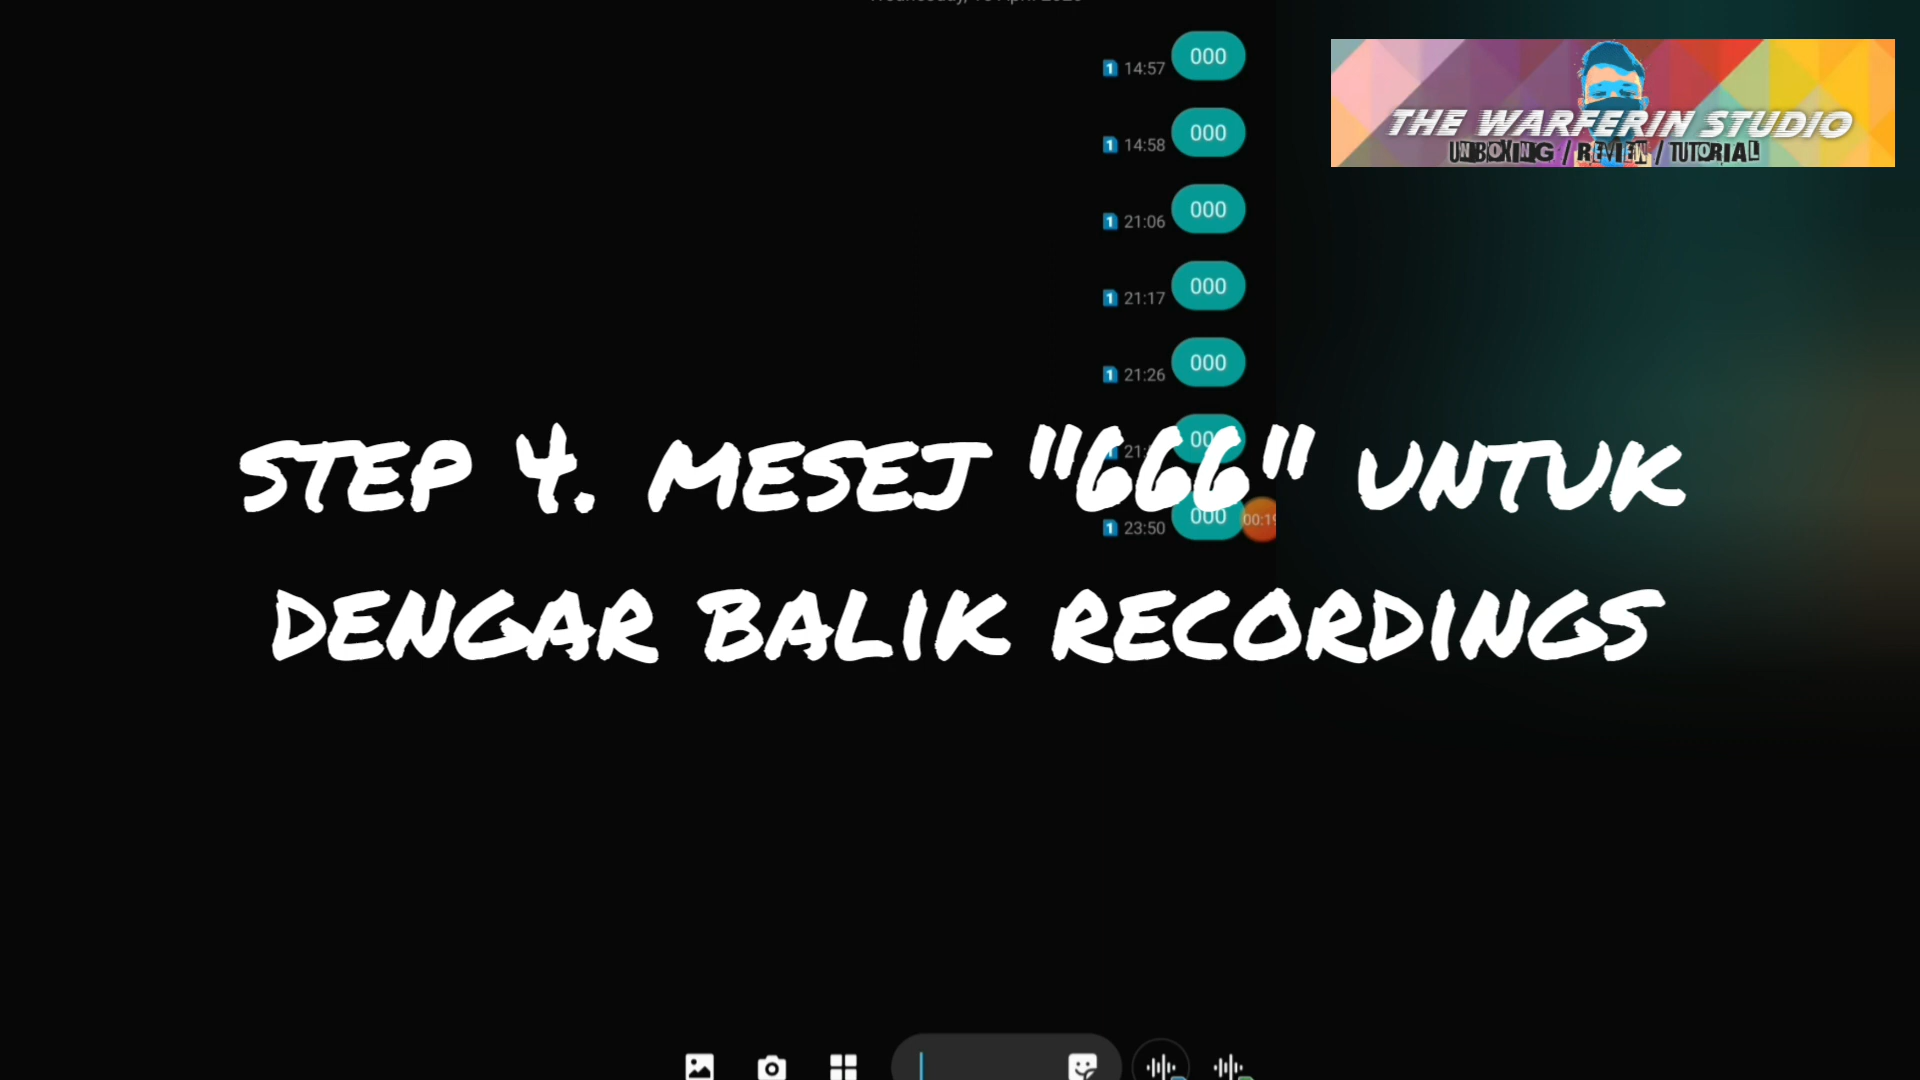 14:57 000
THE WARFERIN STUDIO
UNBOXING / REVIEW / TUTORIAL
14:58 000
21:06 000
21:17 000
21:26 000
STEP 4. MESEJ "666" UNTUK
DENGAR BALIK RECORDINGS
23:50 000